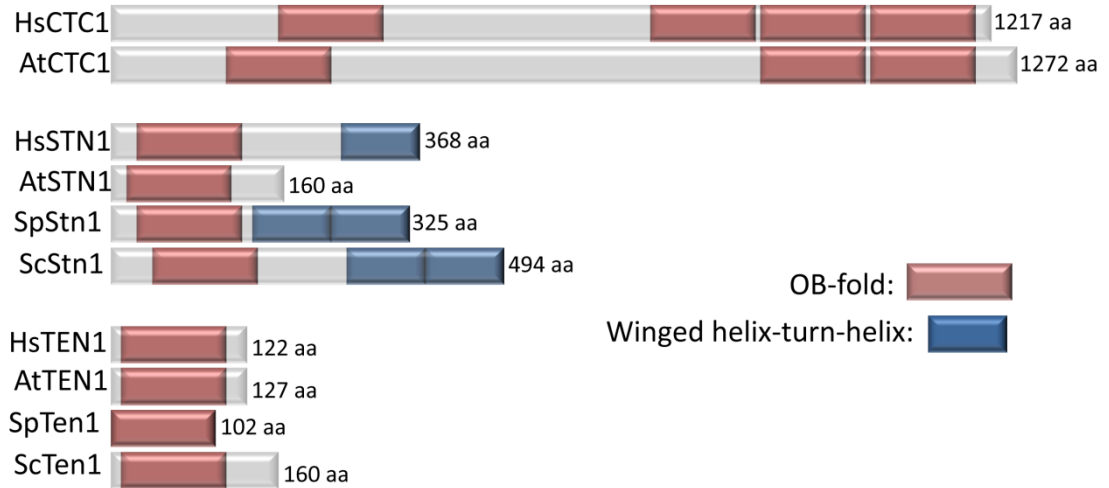 HsCTC1 1217 aa
AtCTC1 1272 aa
HsSTN1 368 aa
AtSTN1 160 aa
SpStn1 325 aa
ScStn1 494 aa
OB-fold:
Winged helix-turn-helix:
HsTEN1 122 aa
AtTEN1 127 aa
SpTen1 102 aa
ScTen1 160 aa